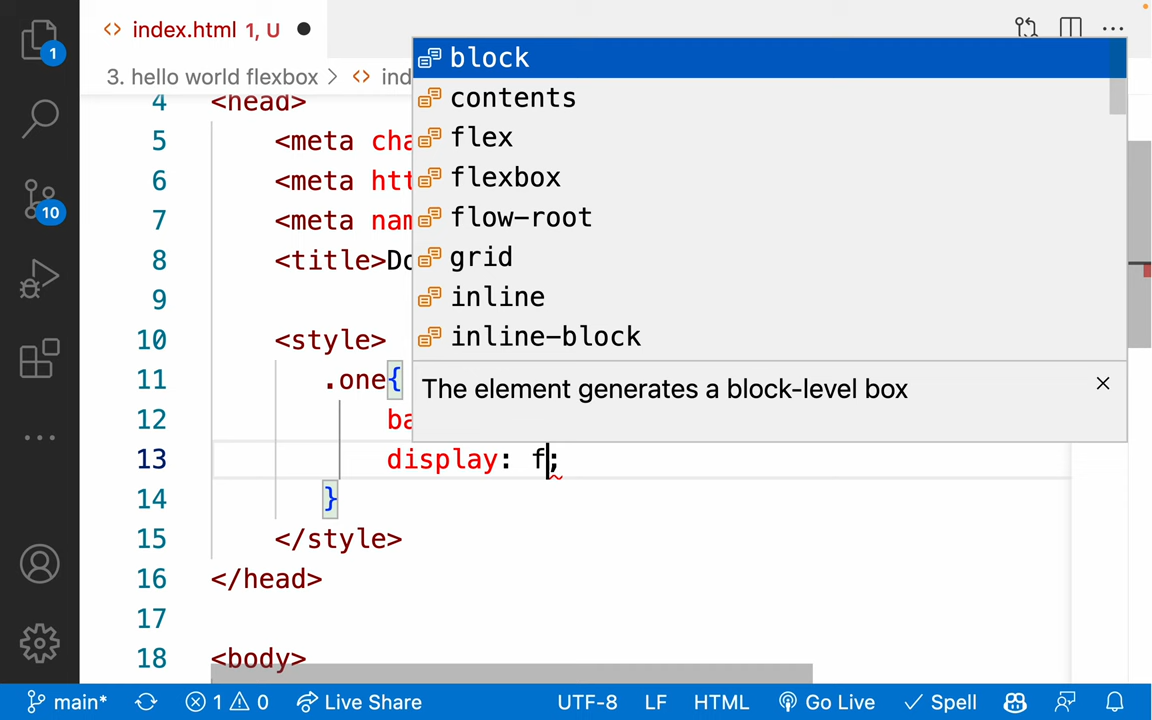 index.html 1, U
3. hello world flexbox > <> ind
block
contents
flex
flexbox
flow-root
grid
inline
inline-block
The element generates a block-level box
4 <head>
5 <meta cha
6 <meta htt
7 <meta nam
8 <title>Do
9
10 <style>
11 .one{
12 ba
13 display: f;
14 }
15 </style>
16 </head>
17
18 <body>
1
10
main* 1 0 Live Share UTF-8 LF HTML Go Live Spell